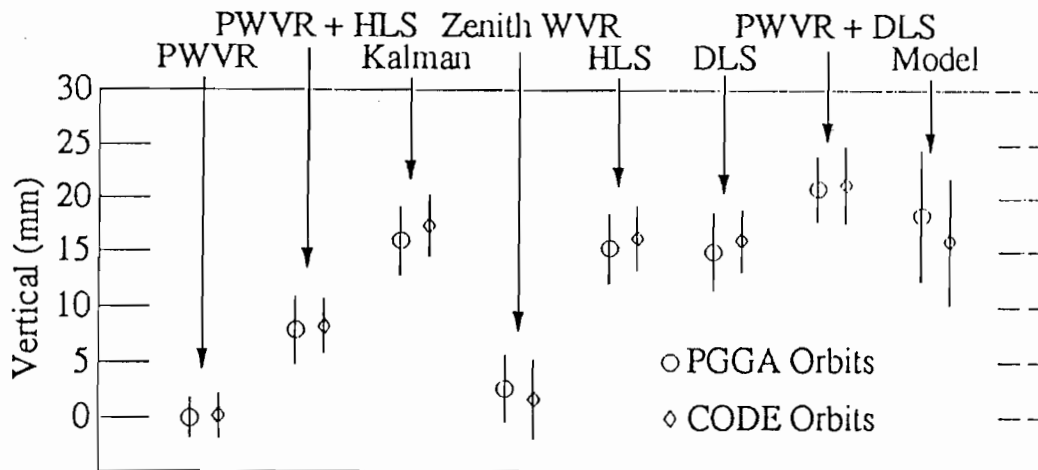 PWVR + HLS Zenith WVR PWVR + DLS
PWVR Kalman HLS DLS Model
30
25
20
15
10
5
0
Vertical (mm)
PGGA Orbits
CODE Orbits